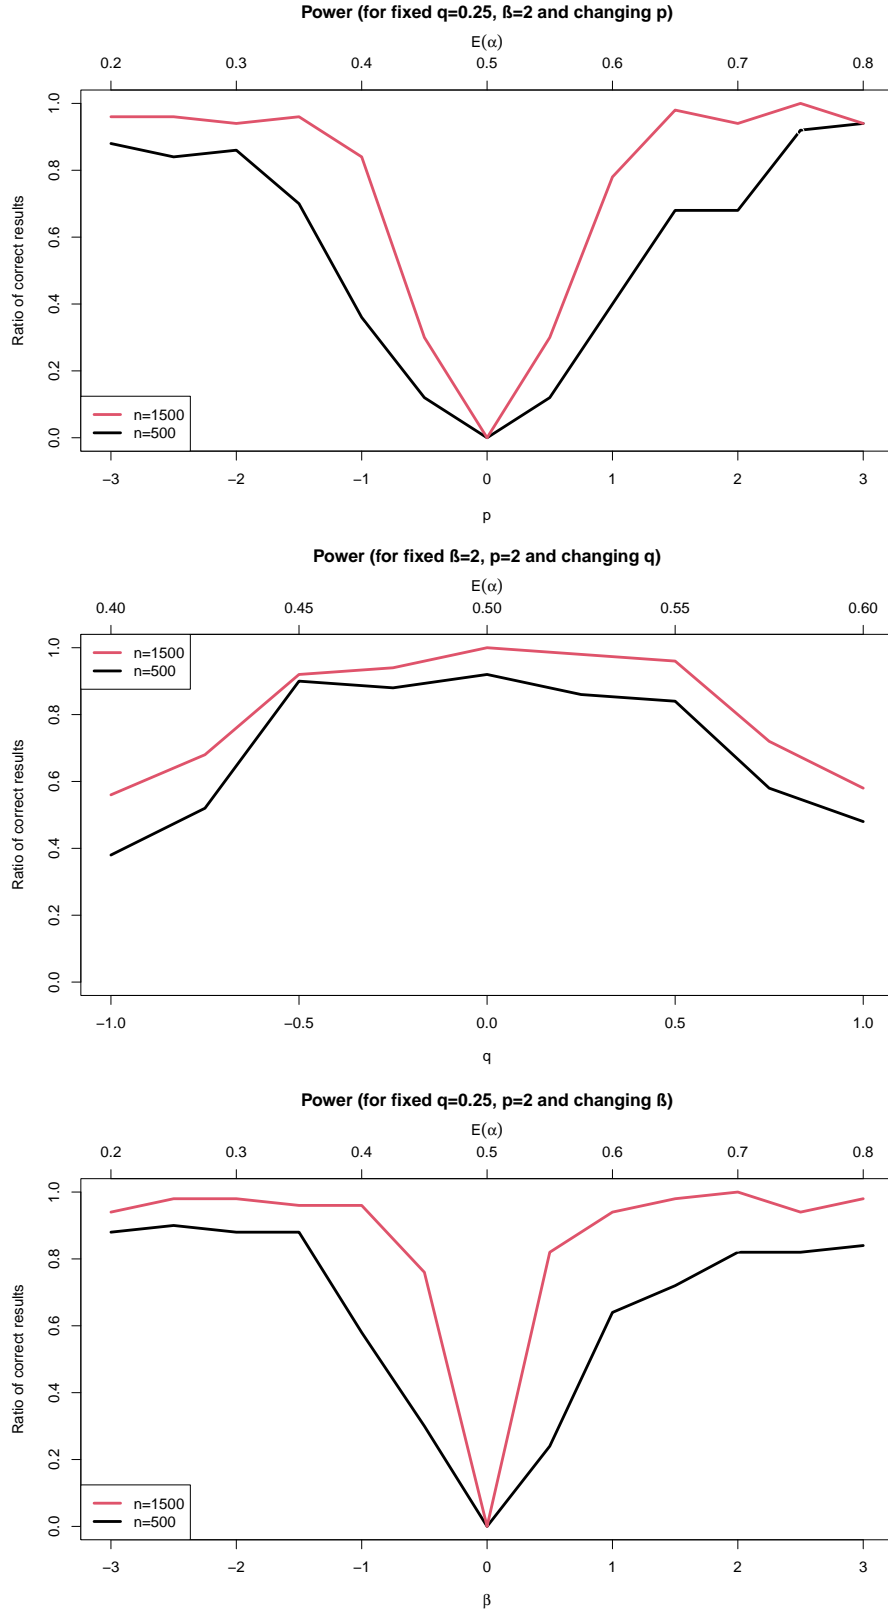 Power (for fixed q=0.25, ß=2 and changing p)
E(α)
0.2 0.3 0.4 0.5 0.6 0.7 0.8
Ratio of correct results
1.0
0.8
0.6
0.4
0.2
0.0
n=1500
n=500
−3 −2 −1 0 1 2 3
p
Power (for fixed ß=2, p=2 and changing q)
E(α)
0.40 0.45 0.50 0.55 0.60
n=1500
n=500
Ratio of correct results
1.0
0.8
0.6
0.4
0.2
0.0
−1.0 −0.5 0.0 0.5 1.0
q
Power (for fixed q=0.25, p=2 and changing ß)
E(α)
0.2 0.3 0.4 0.5 0.6 0.7 0.8
Ratio of correct results
1.0
0.8
0.6
0.4
0.2
0.0
n=1500
n=500
−3 −2 −1 0 1 2 3
β